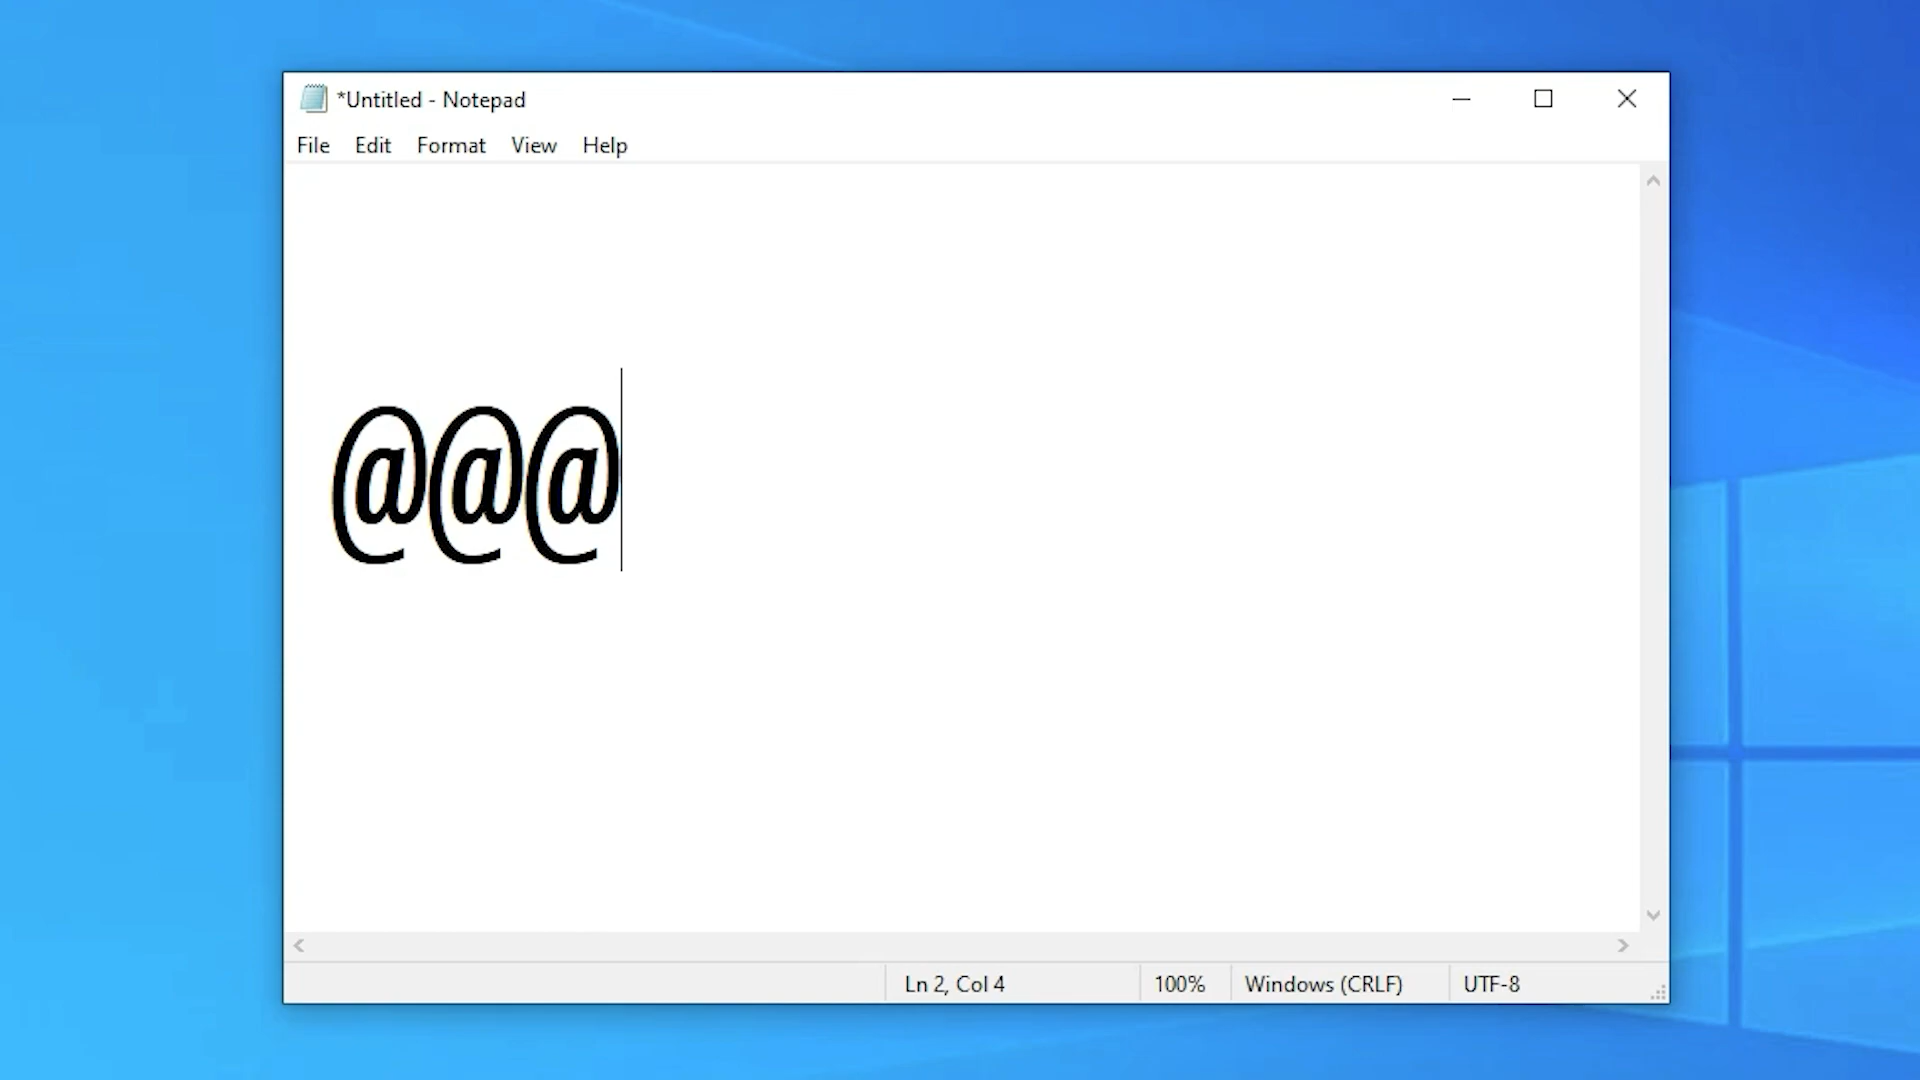 *Untitled - Notepad
File Edit Format View Help
@@@
Ln 2, Col 4 100% Windows (CRLF) UTF-8